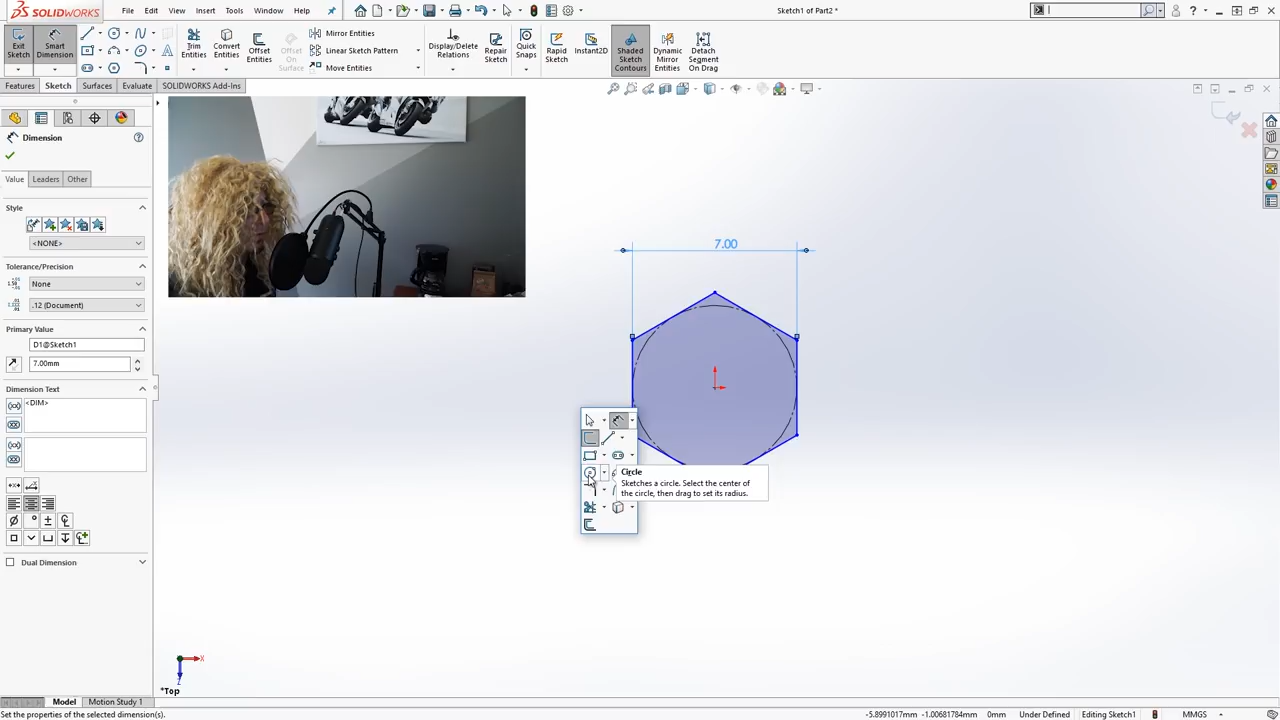 SOLIDWORKS
File
Edit
View
Insert
Tools
Window
Help
Sketch1 of Part2 *
Exit Sketch
Smart Dimension
Trim Entities
Convert Entities
Offset Entities
Offset On Surface
Mirror Entities
Linear Sketch Pattern
Move Entities
Display/Delete Relations
Repair Sketch
Quick Snaps
Rapid Sketch
Instant2D
Shaded Sketch Contours
Dynamic Mirror Entities
Detach Segment On Drag
Features
Sketch
Surfaces
Evaluate
SOLIDWORKS Add-Ins
Dimension
Value
Leaders
Other
Style
<NONE>
Tolerance/Precision
None
.12 (Document)
Primary Value
D1@Sketch1
7.00mm
Dimension Text
<DIM>
Dual Dimension
7.00
Circle
Sketches a circle. Select the center of
the circle, then drag to set its radius.
X
Z
*Top
Model
Motion Study 1
Set the properties of the selected dimension(s).
-5.8991017mm
-1.00681784mm
0mm
Under Defined
Editing Sketch1
MMGS